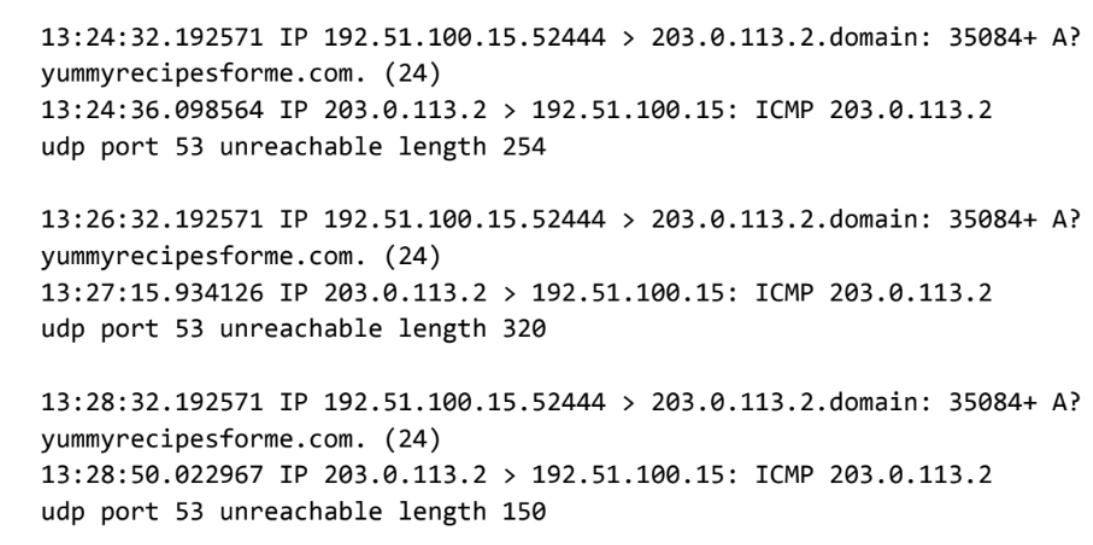 13:24:32.192571 IP 192.51.100.15.52444 > 203.0.113.2.domain: 35084+ A?
yummyrecipesforme.com. (24)
13:24:36.098564 IP 203.0.113.2 > 192.51.100.15: ICMP 203.0.113.2
udp port 53 unreachable length 254
13:26:32.192571 IP 192.51.100.15.52444 > 203.0.113.2.domain: 35084+ A?
yummyrecipesforme.com. (24)
13:27:15.934126 IP 203.0.113.2 > 192.51.100.15: ICMP 203.0.113.2
udp port 53 unreachable length 320
13:28:32.192571 IP 192.51.100.15.52444 > 203.0.113.2.domain: 35084+ A?
yummyrecipesforme.com. (24)
13:28:50.022967 IP 203.0.113.2 > 192.51.100.15: ICMP 203.0.113.2
udp port 53 unreachable length 150